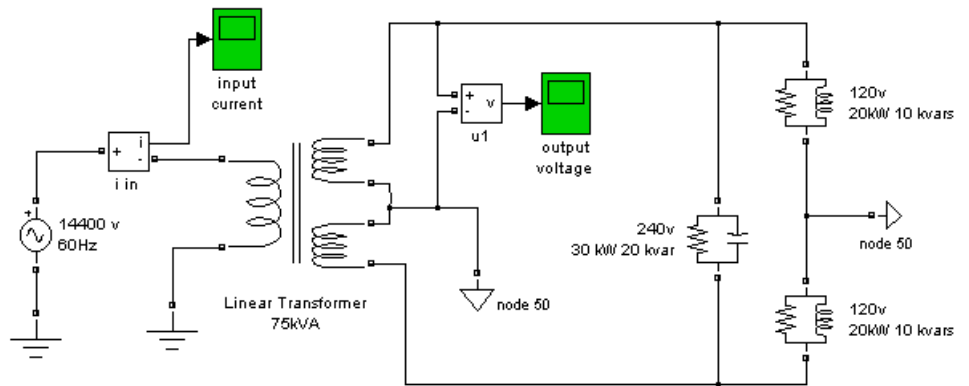 input
current
+
i
-
i in
+
14400 v
60Hz
Linear Transformer
75kVA
+
-
v
u1
output
voltage
node 50
240v
30 kW 20 kvar
120v
20kW 10 kvars
node 50
120v
20kW 10 kvars